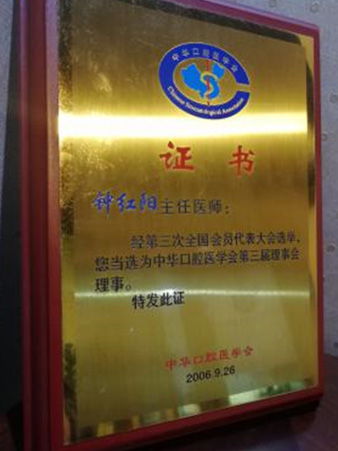 中华口腔医学会
Chinese Stomatological Association
证书
钟红阳主任医师：
经第三次全国会员代表大会选举，
您当选为中华口腔医学会第三届理事会
理事。
特发此证
中华口腔医学会
2006.9.26